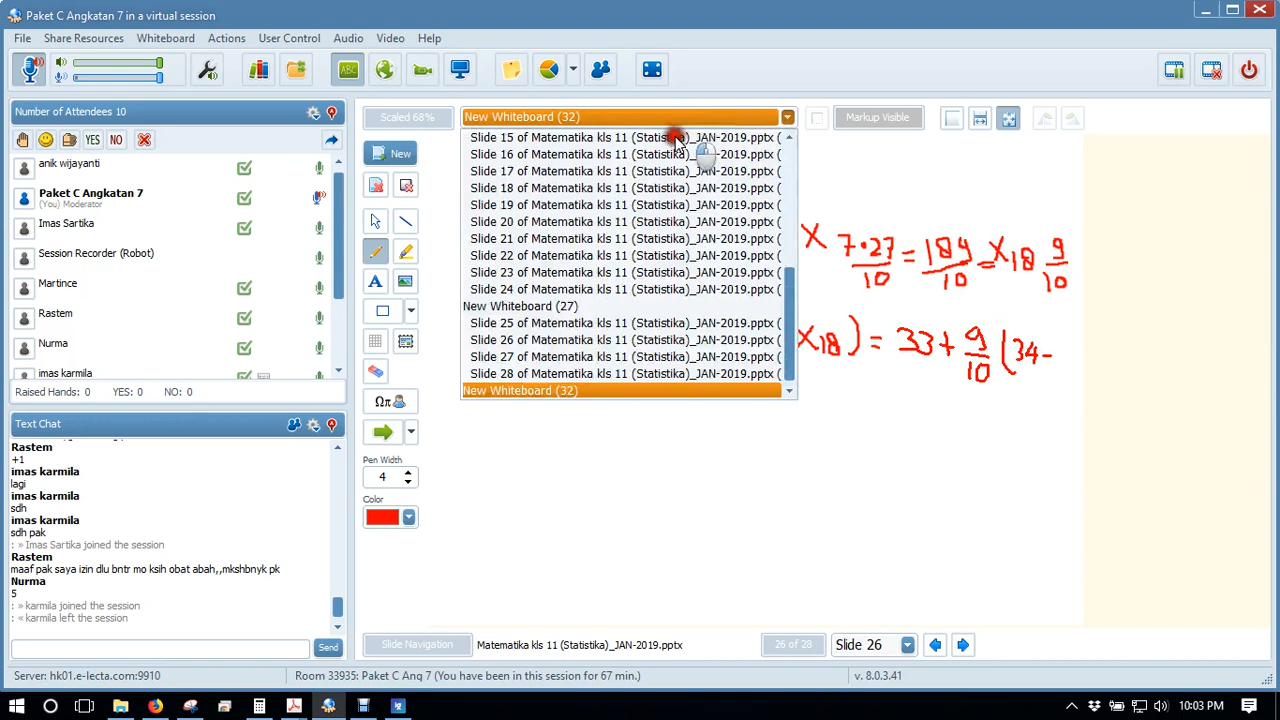 Paket C Angkatan 7 in a virtual session
File Share Resources Whiteboard Actions User Control Audio Video Help
ABC
Number of Attendees 10
YES NO
anik wijayanti
Paket C Angkatan 7
(You) Moderator
Imas Sartika
Session Recorder (Robot)
Martince
Rastem
Nurma
imas karmila
Raised Hands: 0 YES: 0 NO: 0
Text Chat
Rastem
+1
imas karmila
lagi
imas karmila
sdh
imas karmila
sdh pak
: » Imas Sartika joined the session
Rastem
maaf pak saya izin dlu bntr mo ksih obat abah,,mkshbnyk pk
Nurma
5
: » karmila joined the session
: « karmila left the session
Send
Scaled 68%
New Whiteboard (32)
Markup Visible
New
A
Ωπ
Pen Width
4
Color
Slide 15 of Matematika kls 11 (Statistika)_JAN-2019.pptx (
Slide 16 of Matematika kls 11 (Statistika)_JAN-2019.pptx (
Slide 17 of Matematika kls 11 (Statistika)_JAN-2019.pptx (
Slide 18 of Matematika kls 11 (Statistika)_JAN-2019.pptx (
Slide 19 of Matematika kls 11 (Statistika)_JAN-2019.pptx (
Slide 20 of Matematika kls 11 (Statistika)_JAN-2019.pptx (
Slide 21 of Matematika kls 11 (Statistika)_JAN-2019.pptx (
Slide 22 of Matematika kls 11 (Statistika)_JAN-2019.pptx (
Slide 23 of Matematika kls 11 (Statistika)_JAN-2019.pptx (
Slide 24 of Matematika kls 11 (Statistika)_JAN-2019.pptx (
New Whiteboard (27)
Slide 25 of Matematika kls 11 (Statistika)_JAN-2019.pptx (
Slide 26 of Matematika kls 11 (Statistika)_JAN-2019.pptx (
Slide 27 of Matematika kls 11 (Statistika)_JAN-2019.pptx (
Slide 28 of Matematika kls 11 (Statistika)_JAN-2019.pptx (
New Whiteboard (32)
X 7.27/10 = 189/10 = X18 9/10
X18) = 33+ 9/10 (34-
Slide Navigation Matematika kls 11 (Statistika)_JAN-2019.pptx 26 of 28 Slide 26
Server: hk01.e-lecta.com:9910 Room 33935: Paket C Ang 7 (You have been in this session for 67 min.) v. 8.0.3.41
10:03 PM